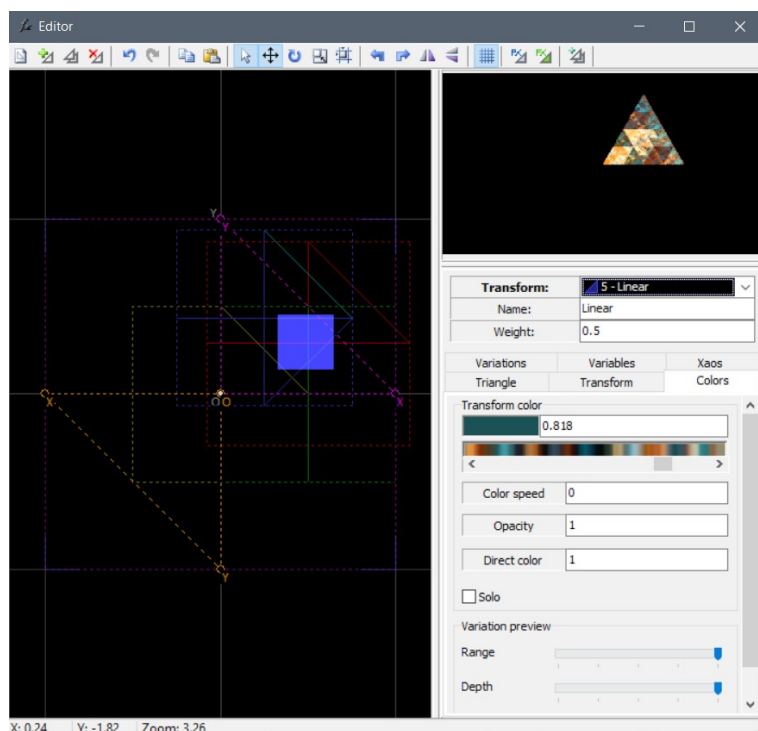 Editor
Y
Y
X
X
O O
Y
Transform: 5 - Linear
Name: Linear
Weight: 0.5
Variations Variables Xaos
Triangle Transform Colors
Transform color
0.818
Color speed 0
Opacity 1
Direct color 1
Solo
Variation preview
Range
Depth
X: 0.24 Y: -1.82 Zoom: 3.26